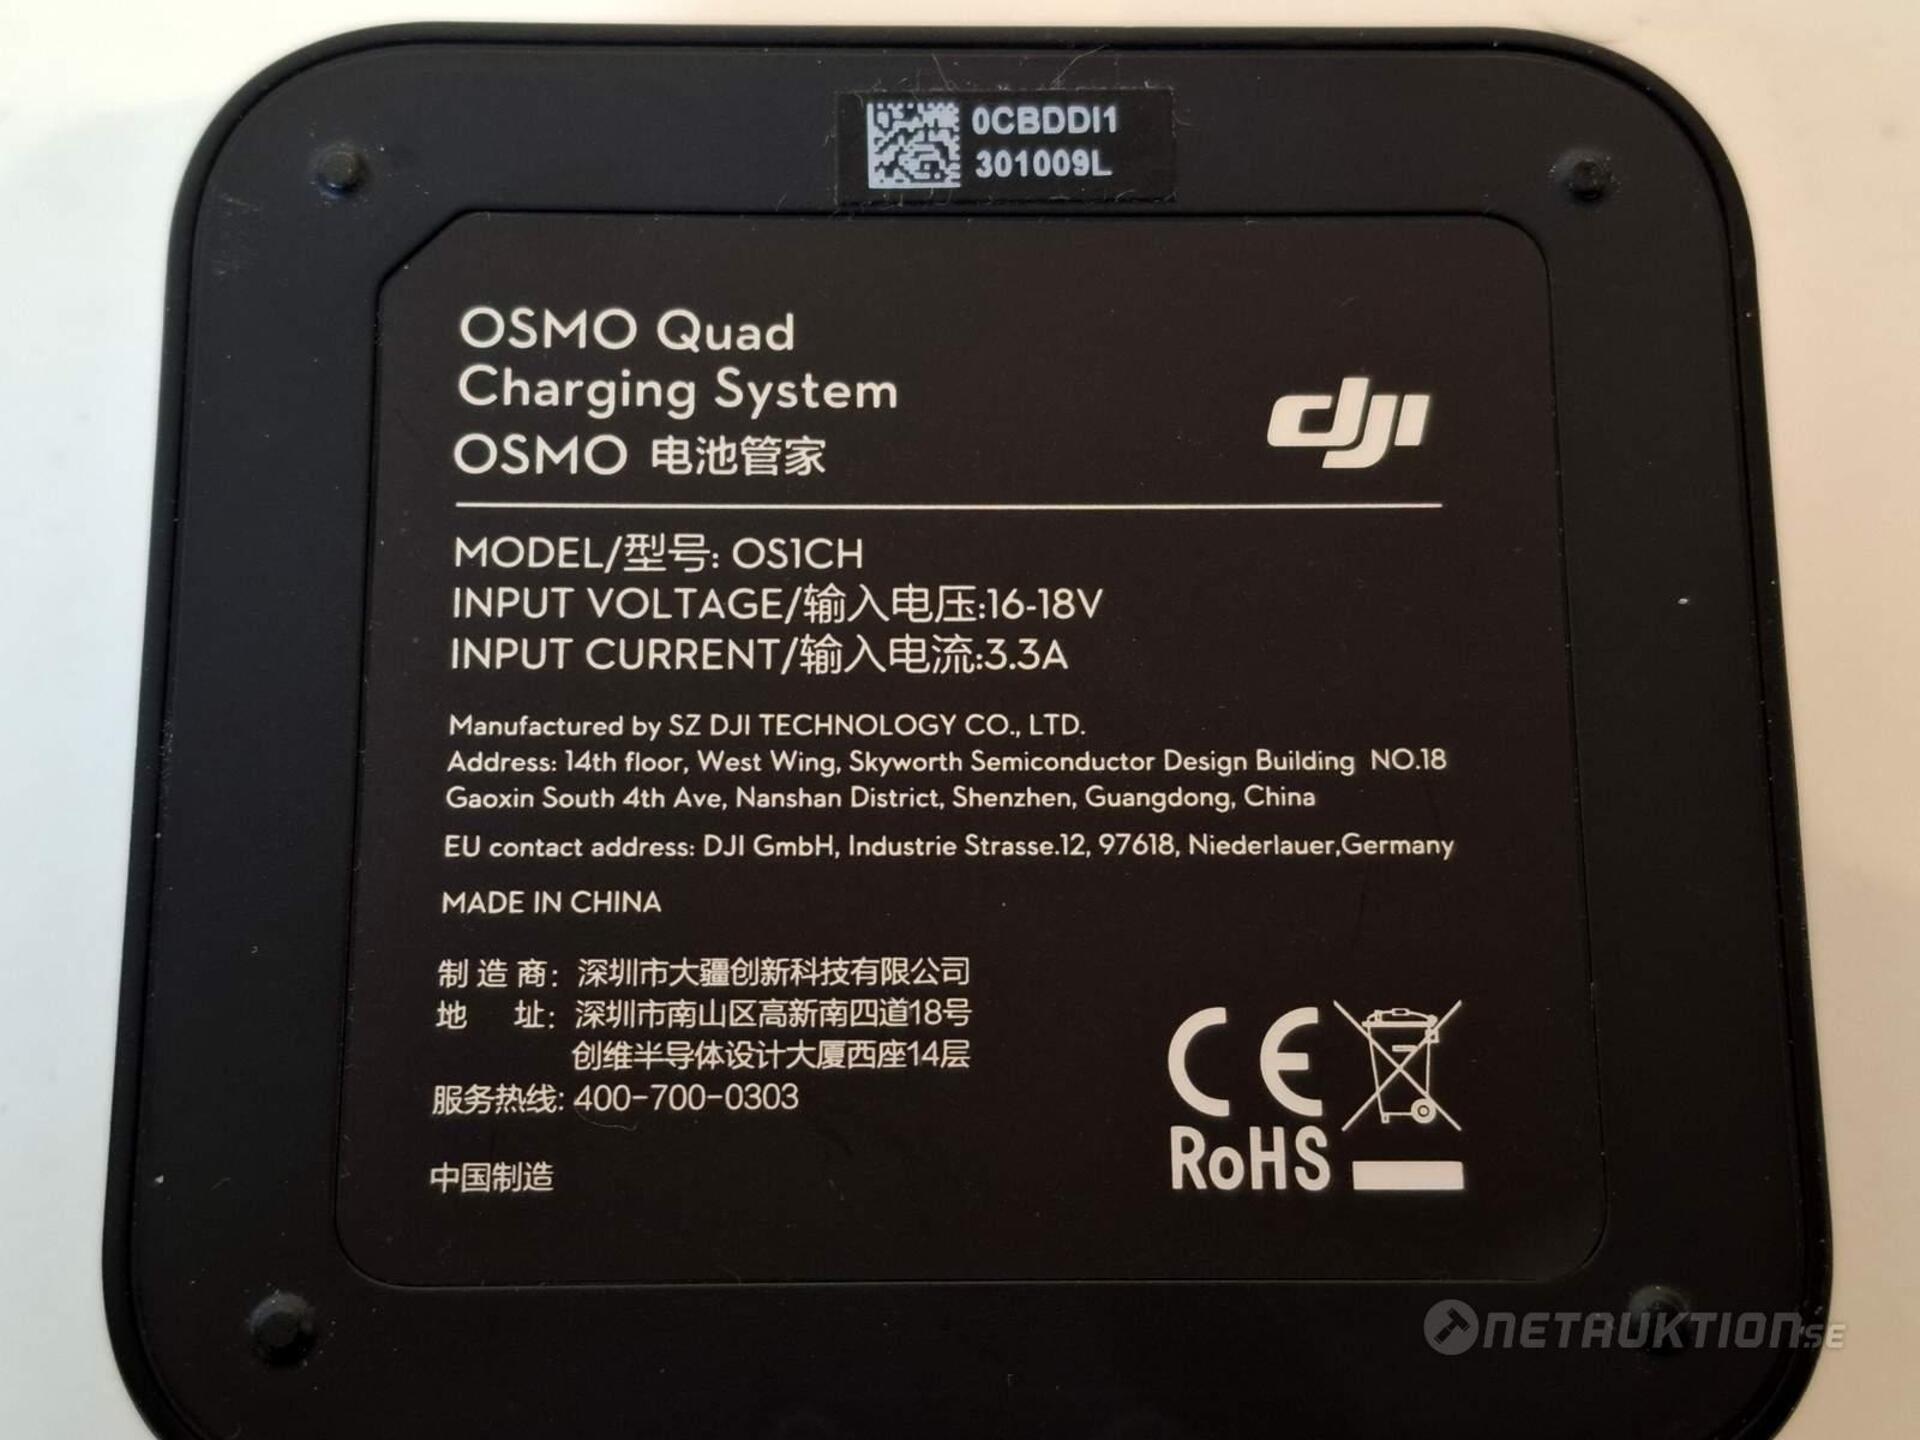 0CBDDI1
301009L
OSMO Quad
Charging System
OSMO 电池管家
dji
MODEL/型号: OS1CH
INPUT VOLTAGE/输入电压:16-18V
INPUT CURRENT/输入电流:3.3A
Manufactured by SZ DJI TECHNOLOGY CO., LTD.
Address: 14th floor, West Wing, Skyworth Semiconductor Design Building NO.18
Gaoxin South 4th Ave, Nanshan District, Shenzhen, Guangdong, China
EU contact address: DJI GmbH, Industrie Strasse.12, 97618, Niederlauer,Germany
MADE IN CHINA
制 造 商: 深圳市大疆创新科技有限公司
地 址: 深圳市南山区高新南四道18号
创维半导体设计大厦西座14层
服务热线: 400-700-0303
中国制造
CE
RoHS
NETAUKTION.SE